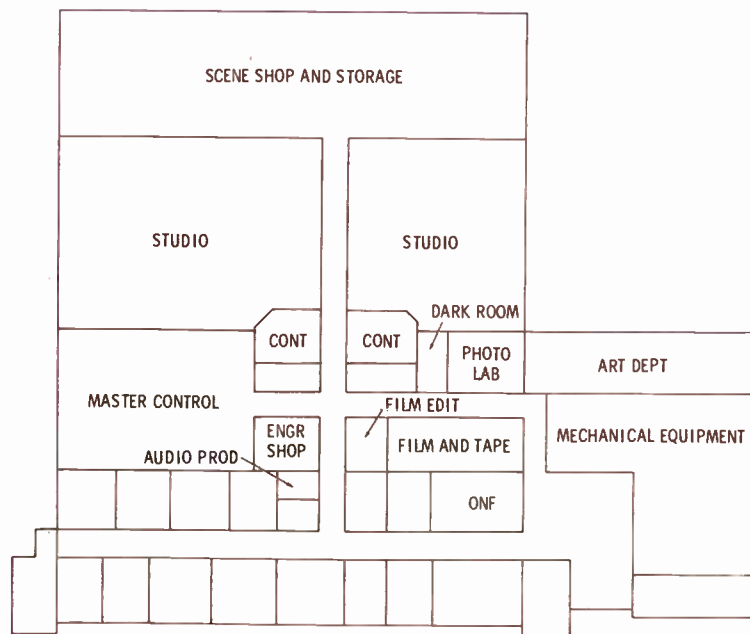 SCENE SHOP AND STORAGE
STUDIO
STUDIO
DARK ROOM
CONT
CONT
PHOTO
LAB
ART DEPT
MASTER CONTROL
FILM EDIT
ENGR
SHOP
FILM AND TAPE
MECHANICAL EQUIPMENT
AUDIO PROD
ONF